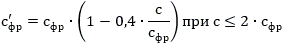 c′фр = cфр · (1 − 0,4 · c/cфр) при c ≤ 2 · cфр